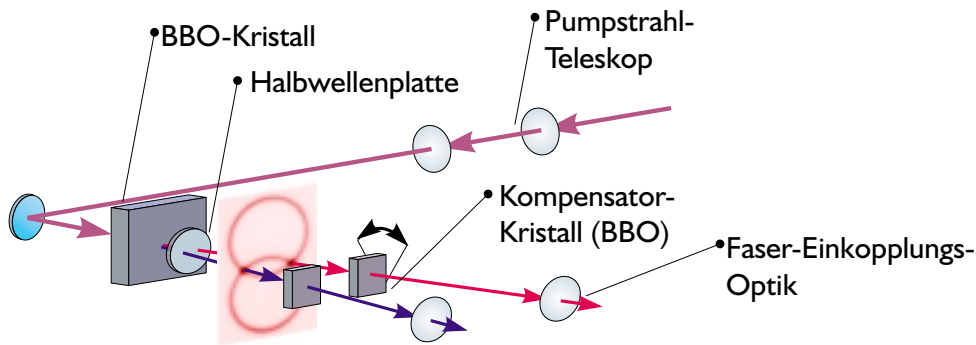 BBO-Kristall
Halbwellenplatte
Pumpstrahl-
Teleskop
Kompensator-
Kristall (BBO)
Faser-Einkopplungs-
Optik